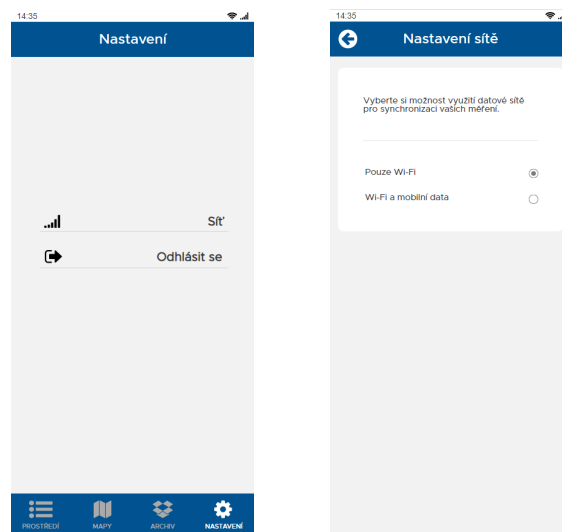 14:35
Nastavení
Síť
Odhlásit se
PROSTŘEDÍ
MAPY
ARCHIV
NASTAVENÍ
14:35
Nastavení sítě
Vyberte si možnost využití datové sítě
pro synchronizaci vašich měření.
Pouze Wi-Fi
Wi-Fi a mobilní data